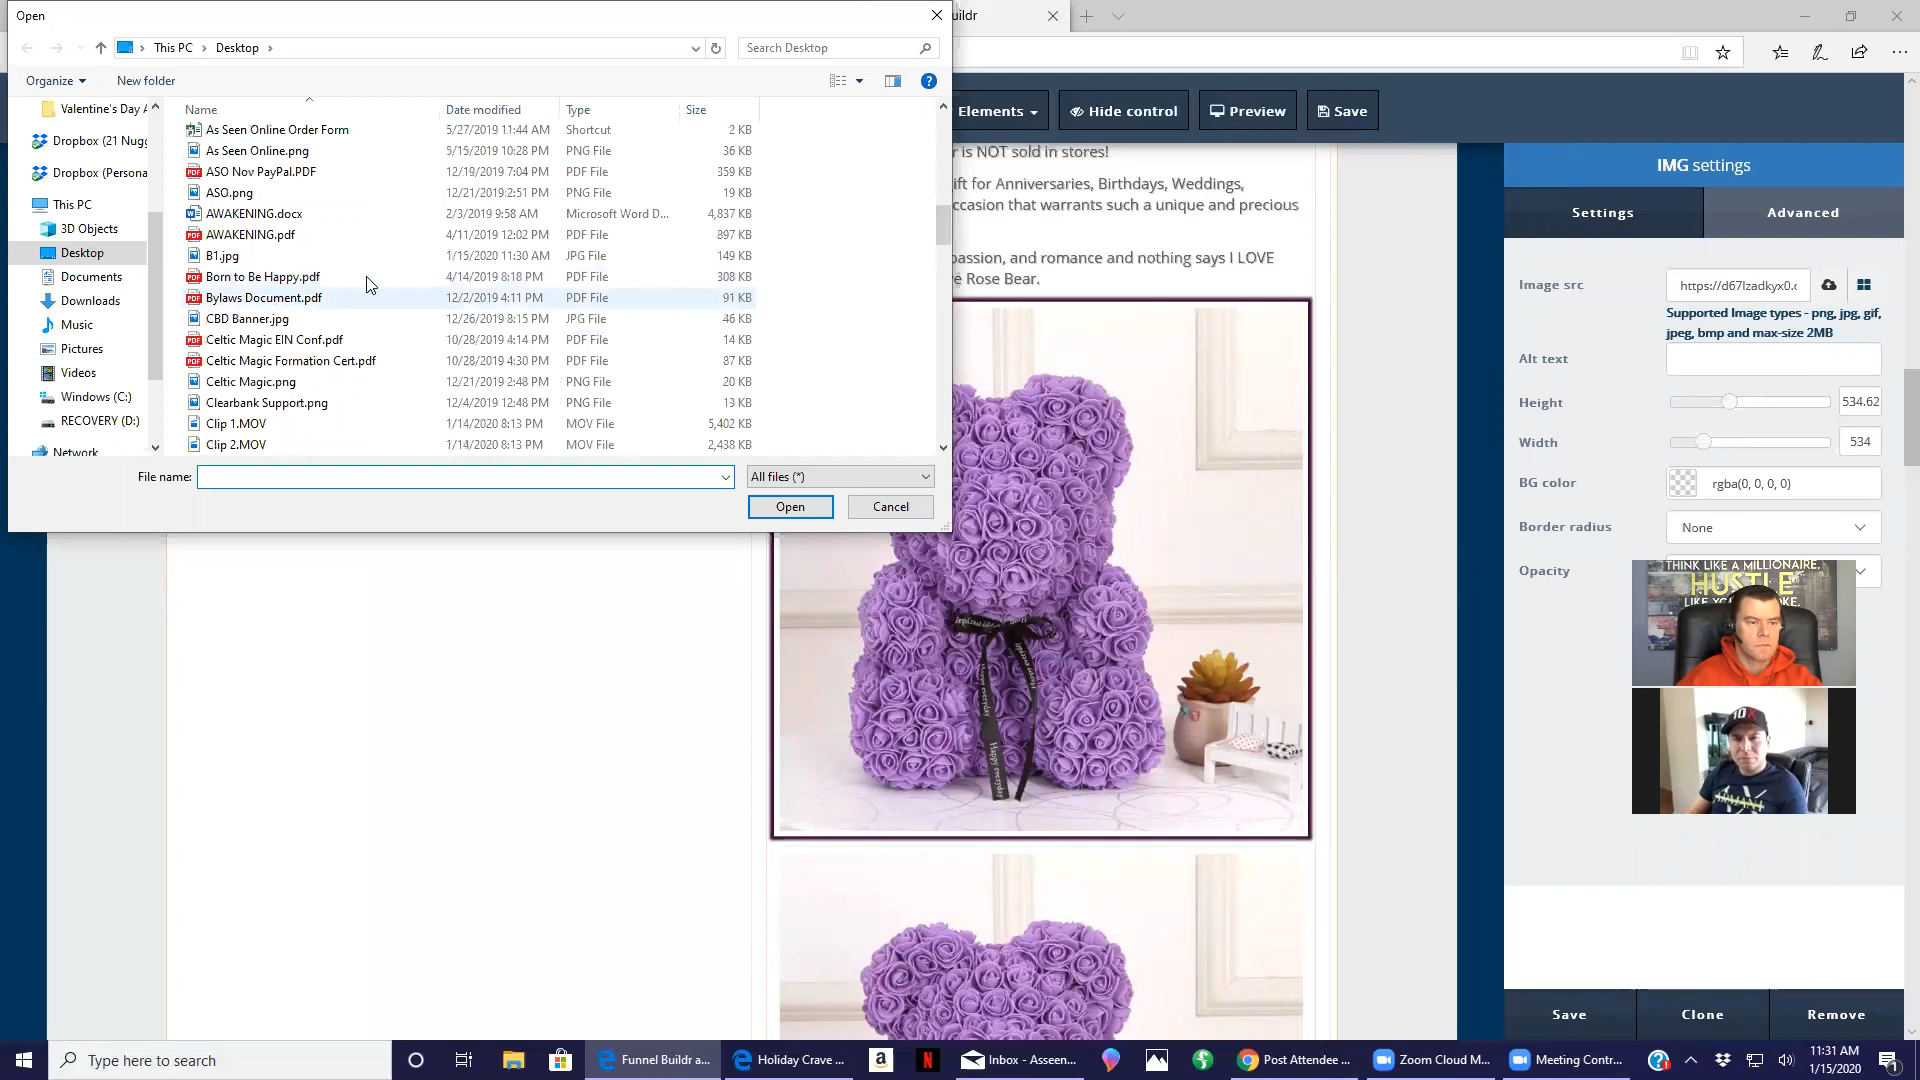 Open
uildr
This PC
Desktop
Search Desktop
Organize
New folder
Name
Date modified
Type
Size
Valentine's Day A
Dropbox (21 Nugg
Dropbox (Persona
This PC
3D Objects
Desktop
Documents
Downloads
Music
Pictures
Videos
Windows (C:)
RECOVERY (D:)
Network
As Seen Online Order Form 5/27/2019 11:44 AM Shortcut 2 KB
As Seen Online.png 5/15/2019 10:28 PM PNG File 36 KB
ASO Nov PayPal.PDF 12/19/2019 7:04 PM PDF File 359 KB
ASO.png 12/21/2019 2:51 PM PNG File 19 KB
AWAKENING.docx 2/3/2019 9:58 AM Microsoft Word D... 4,837 KB
AWAKENING.pdf 4/11/2019 12:02 PM PDF File 897 KB
B1.jpg 1/15/2020 11:30 AM JPG File 149 KB
Born to Be Happy.pdf 4/14/2019 8:18 PM PDF File 308 KB
Bylaws Document.pdf 12/2/2019 4:11 PM PDF File 91 KB
CBD Banner.jpg 12/26/2019 8:15 PM JPG File 46 KB
Celtic Magic EIN Conf.pdf 10/28/2019 4:14 PM PDF File 14 KB
Celtic Magic Formation Cert.pdf 10/28/2019 4:30 PM PDF File 87 KB
Celtic Magic.png 12/21/2019 2:48 PM PNG File 20 KB
Clearbank Support.png 12/4/2019 12:48 PM PNG File 13 KB
Clip 1.MOV 1/14/2020 8:13 PM MOV File 5,402 KB
Clip 2.MOV 1/14/2020 8:13 PM MOV File 2,438 KB
File name:
All files (*)
Open
Cancel
Elements
Hide control
Preview
Save
r is NOT sold in stores!
ift for Anniversaries, Birthdays, Weddings,
ccasion that warrants such a unique and precious
passion, and romance and nothing says I LOVE
e Rose Bear.
Happy everyday
IMG settings
Settings
Advanced
Image src
https://d67lzadkyx0.c
Supported Image types - png, jpg, gif,
jpeg, bmp and max-size 2MB
Alt text
Height
534.62
Width
534
BG color
rgba(0, 0, 0, 0)
Border radius
None
Opacity
THINK LIKE A MILLIONAIRE.
HUSTLE
10X
Save
Clone
Remove
Type here to search
Funnel Buildr a...
Holiday Crave ...
Inbox - Asseen...
Post Attendee ...
Zoom Cloud M...
Meeting Contr...
11:31 AM
1/15/2020
1